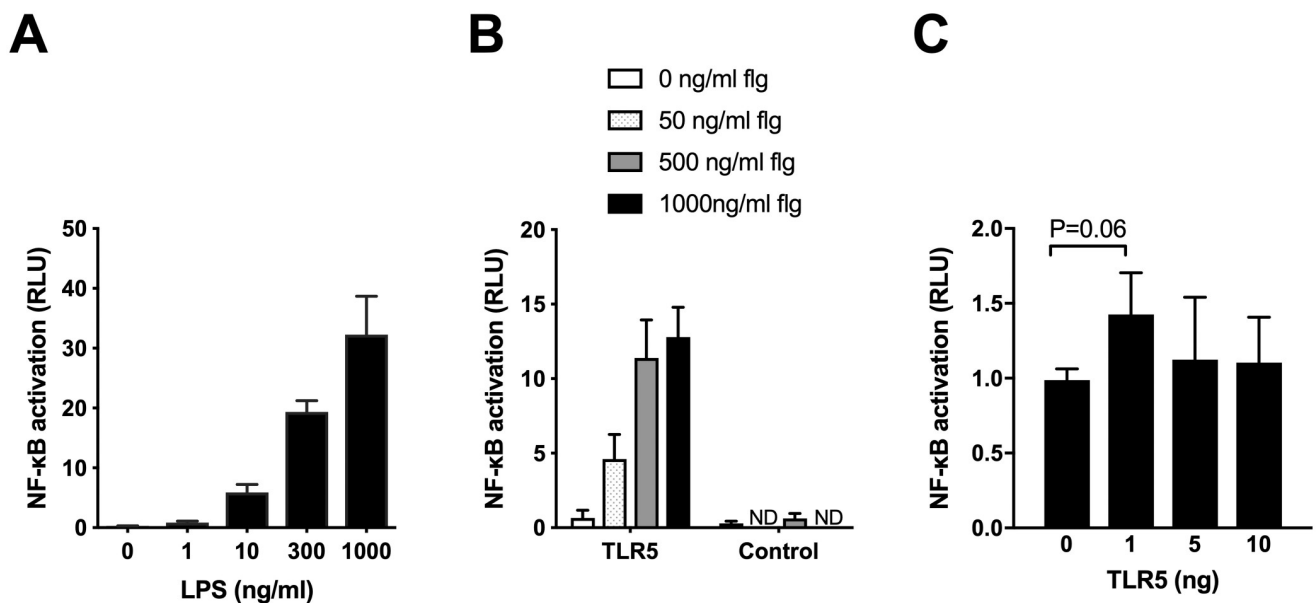 A
NF-κB activation (RLU)
50
40
30
20
10
0
0 1 10 300 1000
LPS (ng/ml)
B
0 ng/ml flg
50 ng/ml flg
500 ng/ml flg
1000ng/ml flg
NF-κB activation (RLU)
20
15
10
5
0
ND ND
TLR5 Control
C
NF-κB activation (RLU)
2.0
1.5
1.0
0.5
0.0
P=0.06
0 1 5 10
TLR5 (ng)